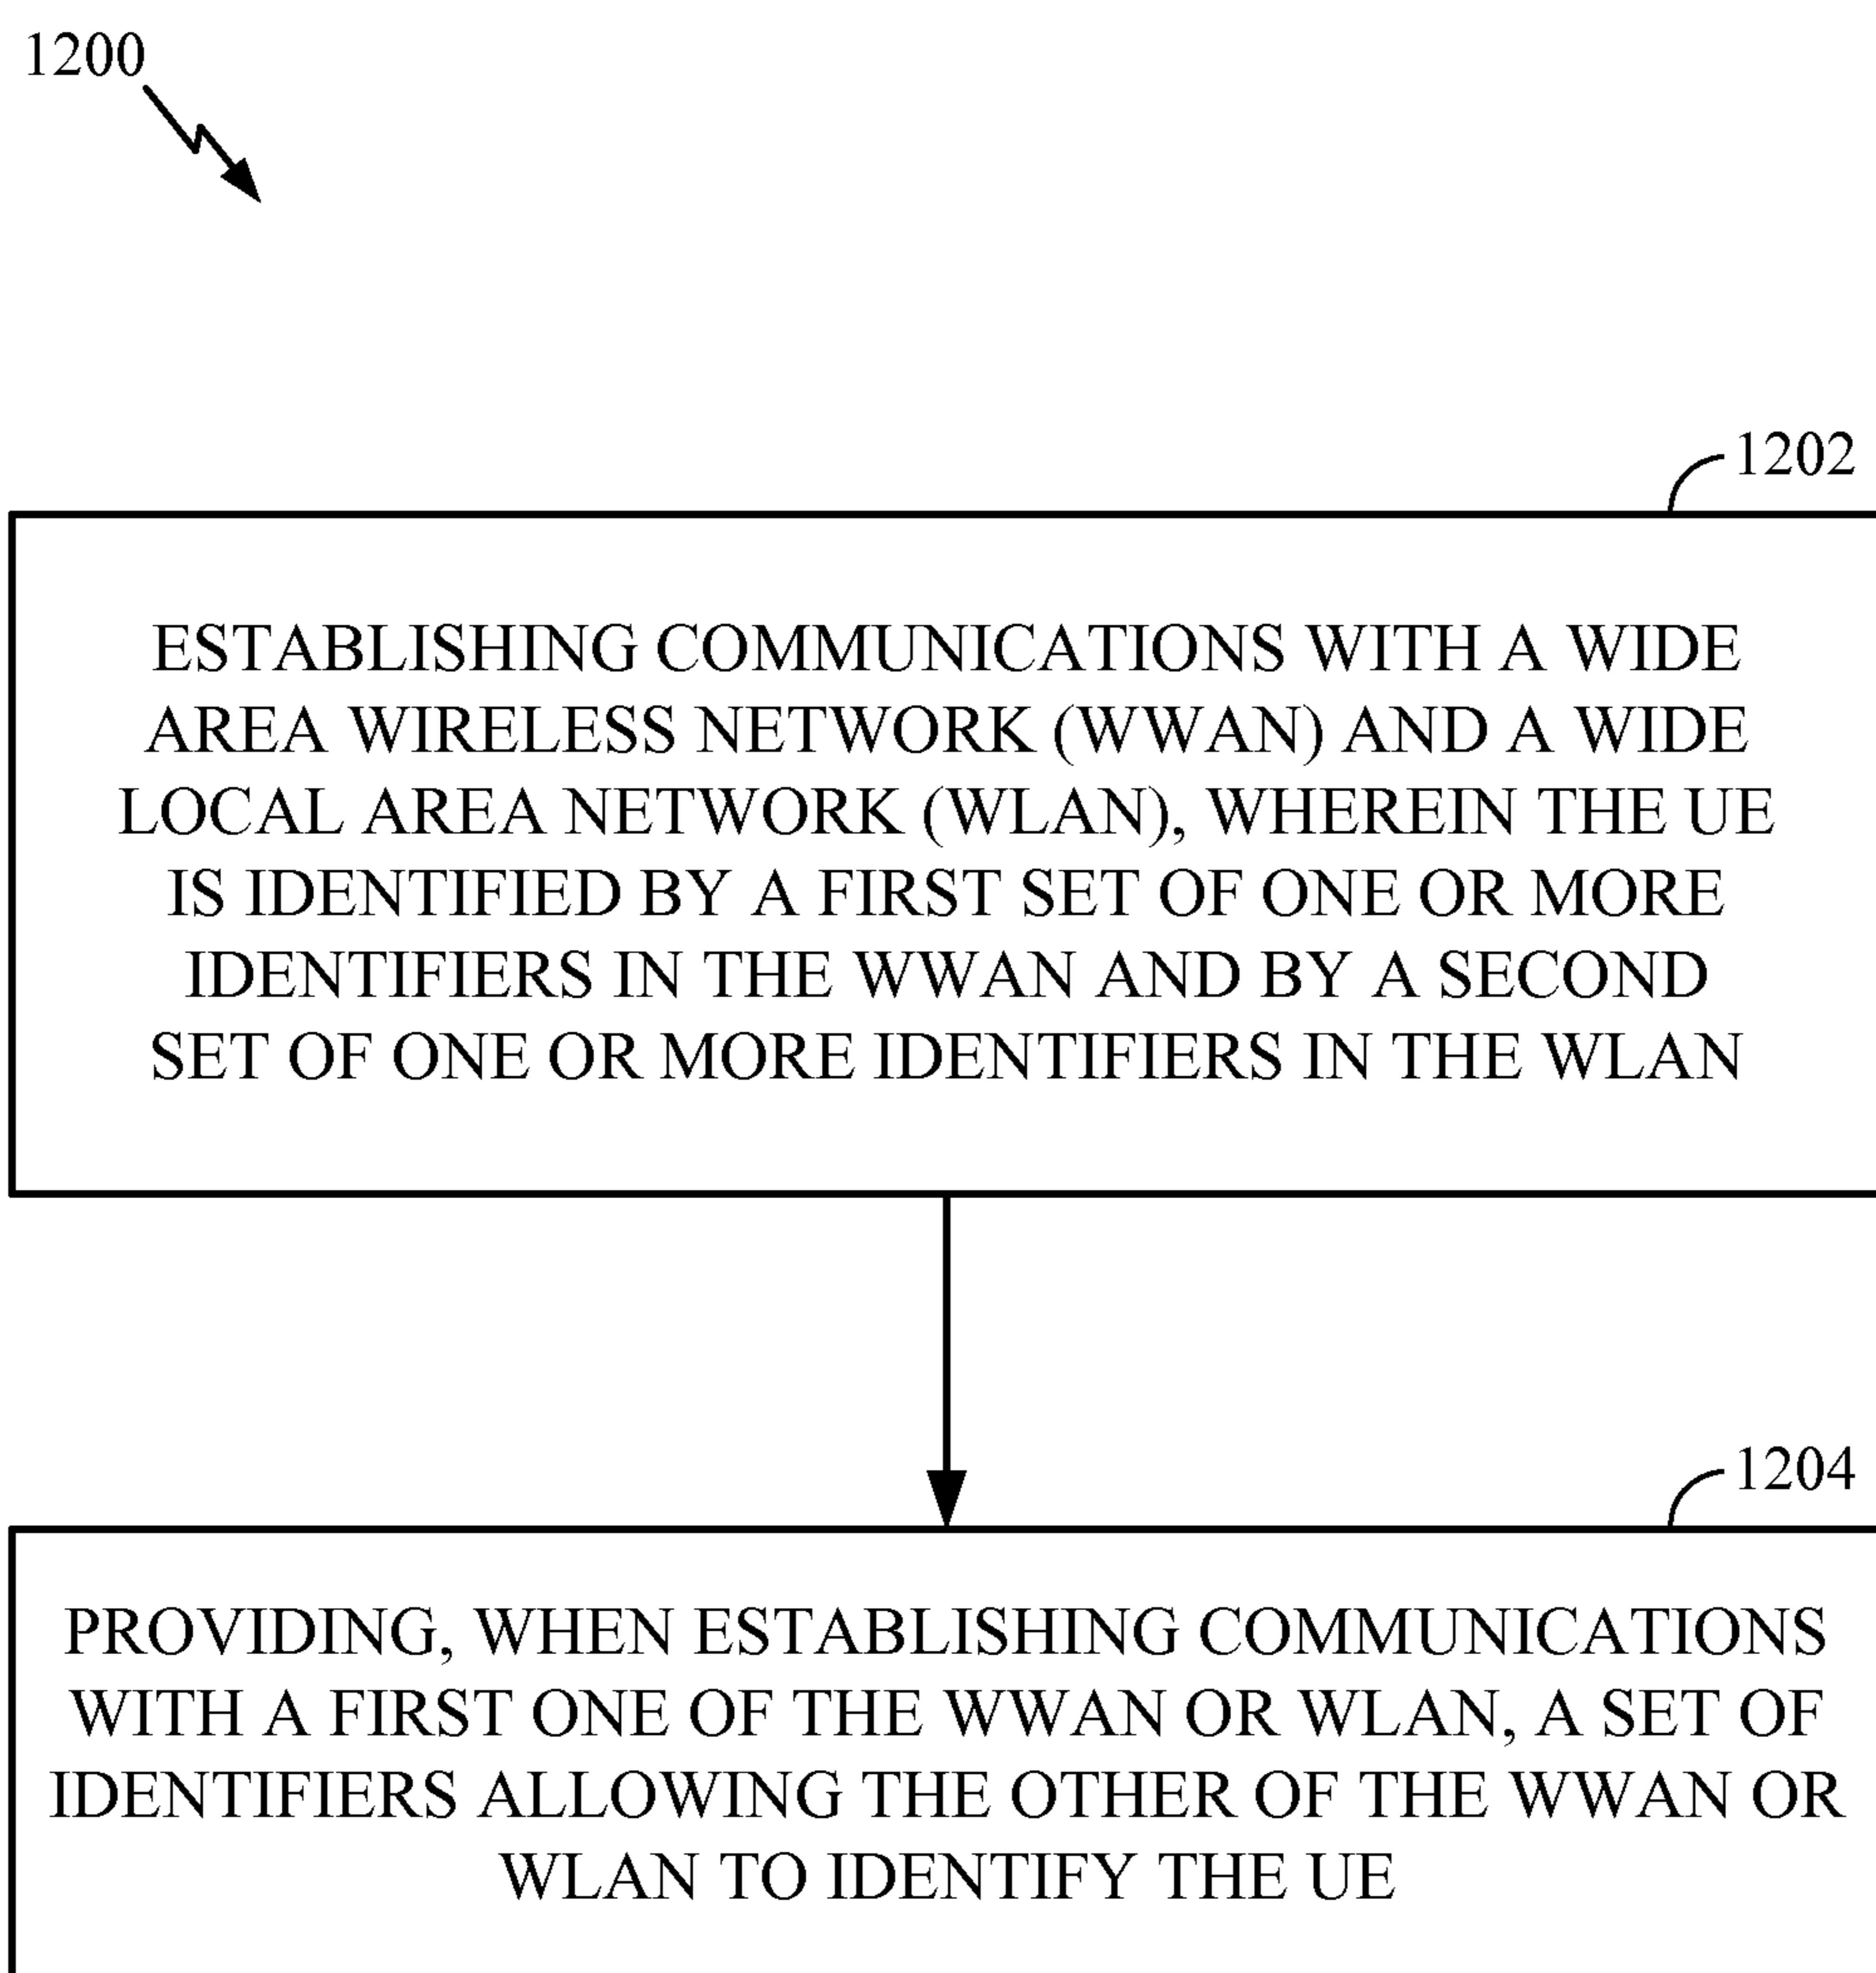 1200
1202
ESTABLISHING COMMUNICATIONS WITH A WIDE
AREA WIRELESS NETWORK (WWAN) AND A WIDE
LOCAL AREA NETWORK (WLAN), WHEREIN THE UE
IS IDENTIFIED BY A FIRST SET OF ONE OR MORE
IDENTIFIERS IN THE WWAN AND BY A SECOND
SET OF ONE OR MORE IDENTIFIERS IN THE WLAN
1204
PROVIDING, WHEN ESTABLISHING COMMUNICATIONS
WITH A FIRST ONE OF THE WWAN OR WLAN, A SET OF
IDENTIFIERS ALLOWING THE OTHER OF THE WWAN OR
WLAN TO IDENTIFY THE UE